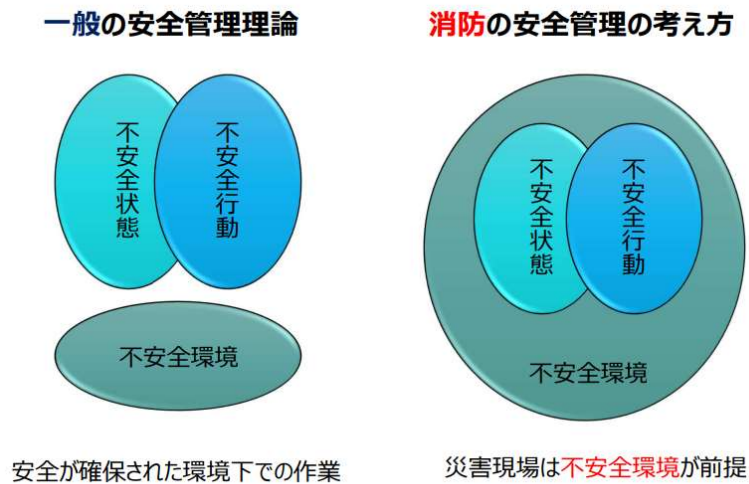 一般の安全管理理論
不安全状態
不安全行動
不安全環境
安全が確保された環境下での作業
消防の安全管理の考え方
不安全状態
不安全行動
不安全環境
災害現場は不安全環境が前提